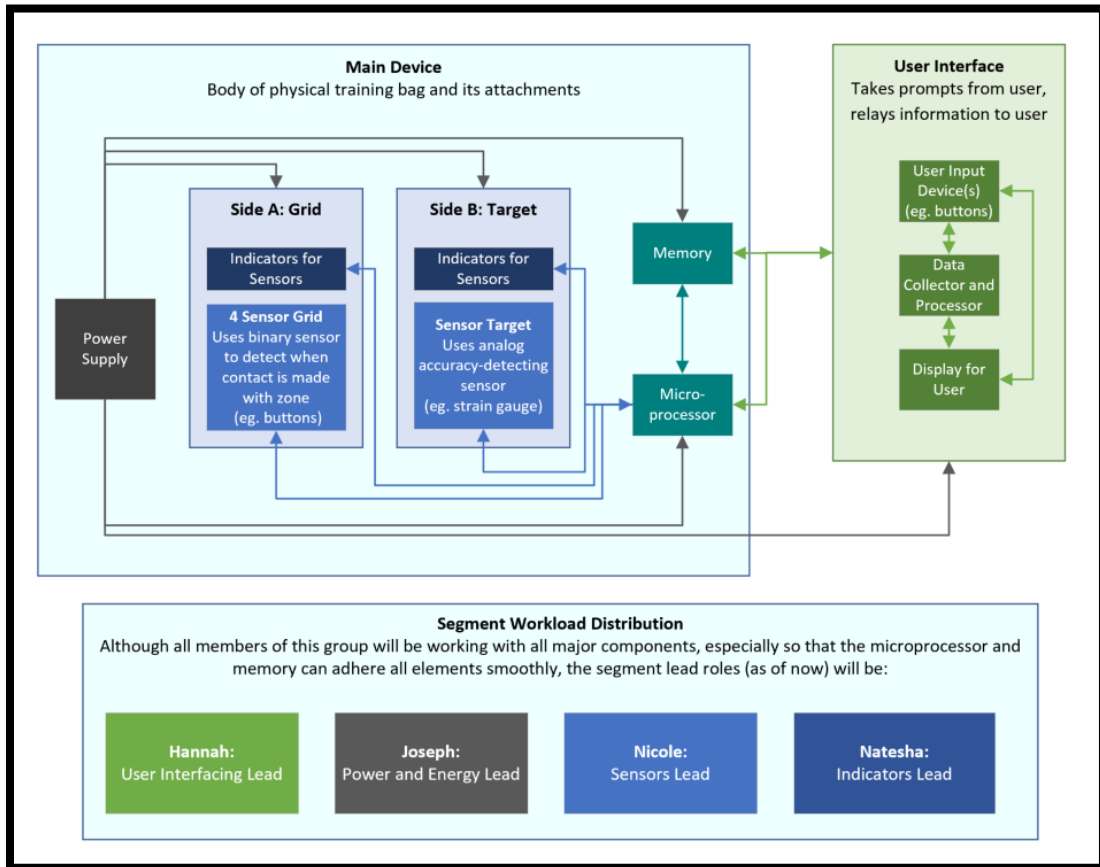 Main Device
Body of physical training bag and its attachments
User Interface
Takes prompts from user,
relays information to user
Power
Supply
Side A: Grid
Indicators for
Sensors
4 Sensor Grid
Uses binary sensor
to detect when
contact is made
with zone
(eg. buttons)
Side B: Target
Indicators for
Sensors
Sensor Target
Uses analog
accuracy-detecting
sensor
(eg. strain gauge)
Memory
Micro-
processor
User Input
Device(s)
(eg. buttons)
Data
Collector and
Processor
Display for
User
Segment Workload Distribution
Although all members of this group will be working with all major components, especially so that the microprocessor and
memory can adhere all elements smoothly, the segment lead roles (as of now) will be:
Hannah:
User Interfacing Lead
Joseph:
Power and Energy Lead
Nicole:
Sensors Lead
Natesha:
Indicators Lead